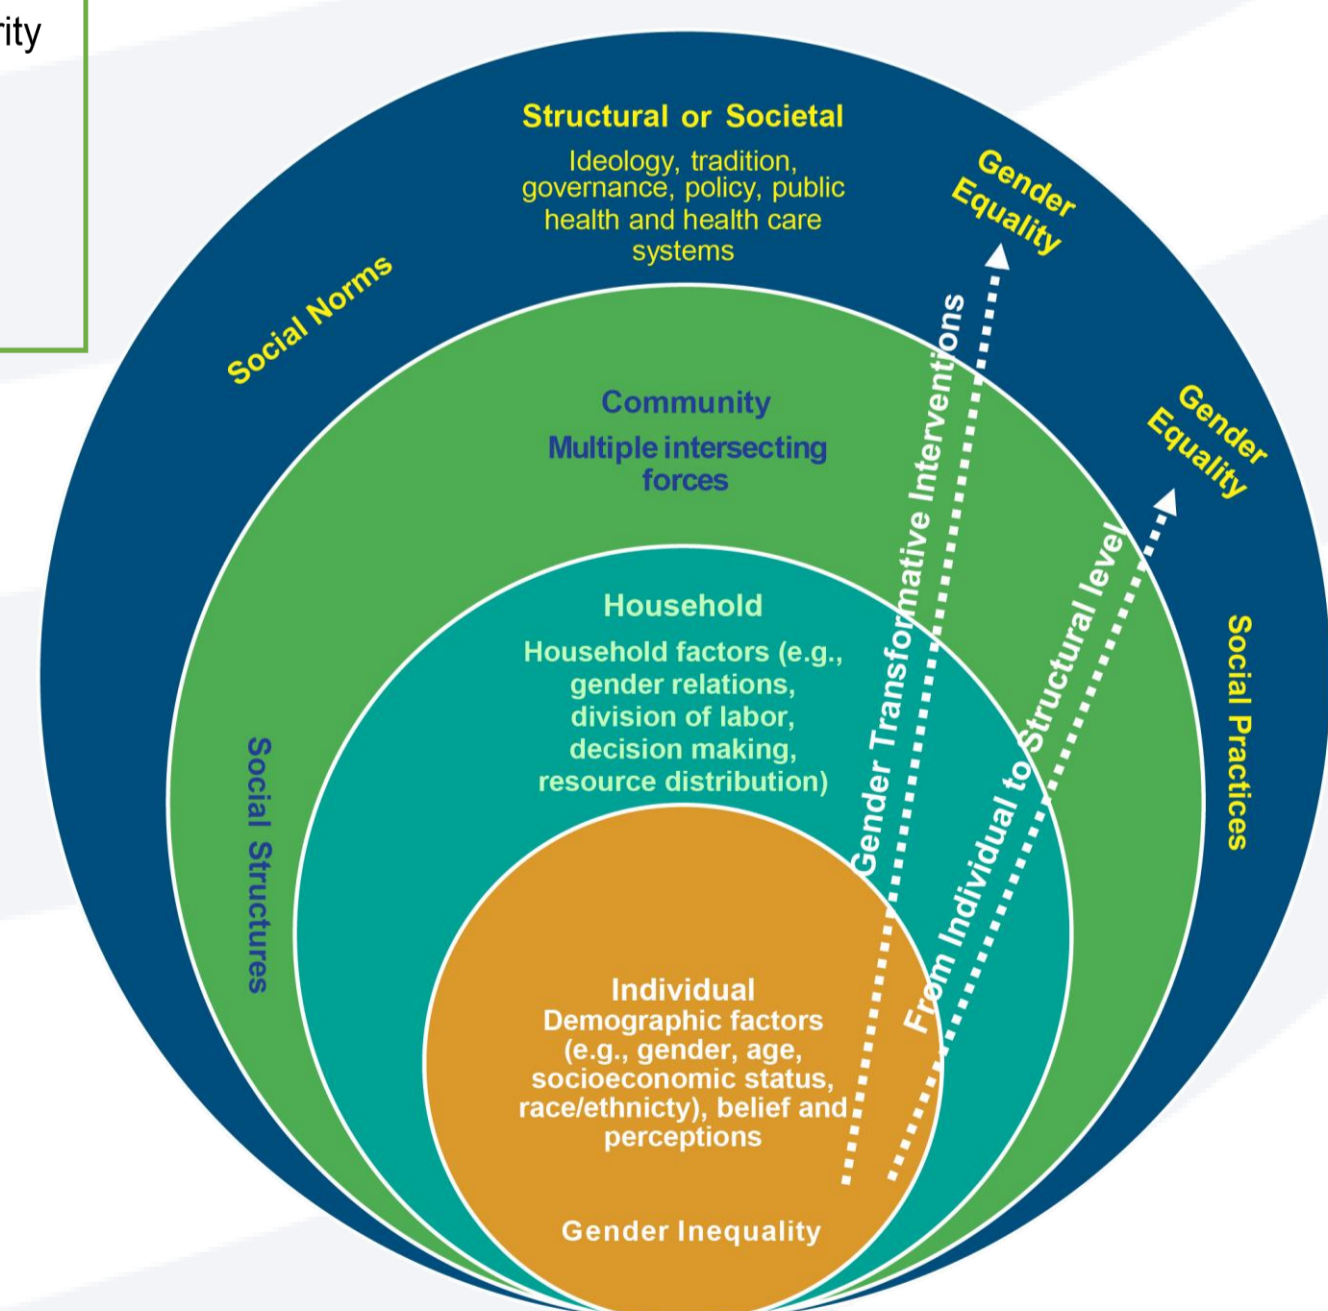 Structural or Societal
Ideology, tradition,
governance, policy, public
health and health care
systems
Gender
Equality
Social Norms
Gender Transformative Interventions
Community
Multiple intersecting
forces
Gender
Equality
From Individual to Structural level
Household
Household factors (e.g.,
gender relations,
division of labor,
decision making,
resource distribution)
Social Structures
Social Practices
Individual
Demographic factors
(e.g., gender, age,
socioeconomic status,
race/ethnicty), belief and
perceptions
Gender Inequality